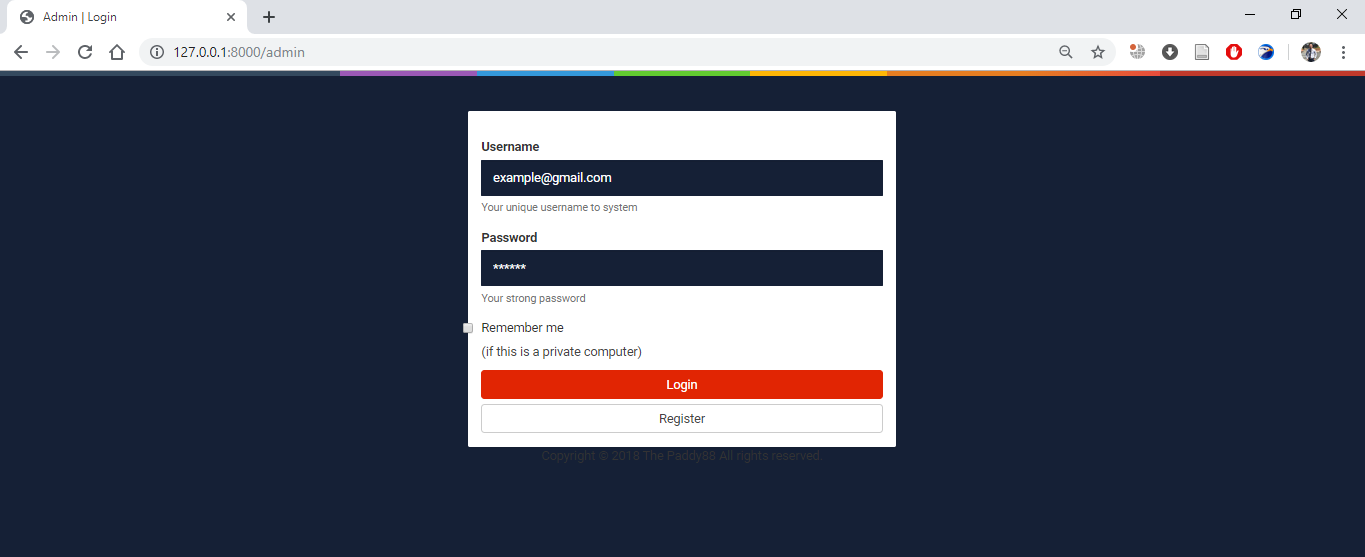 Admin | Login
127.0.0.1:8000/admin
Username
example@gmail.com
Your unique username to system
Password
******
Your strong password
Remember me
(if this is a private computer)
Login
Register
Copyright © 2018 The Paddy88 All rights reserved.